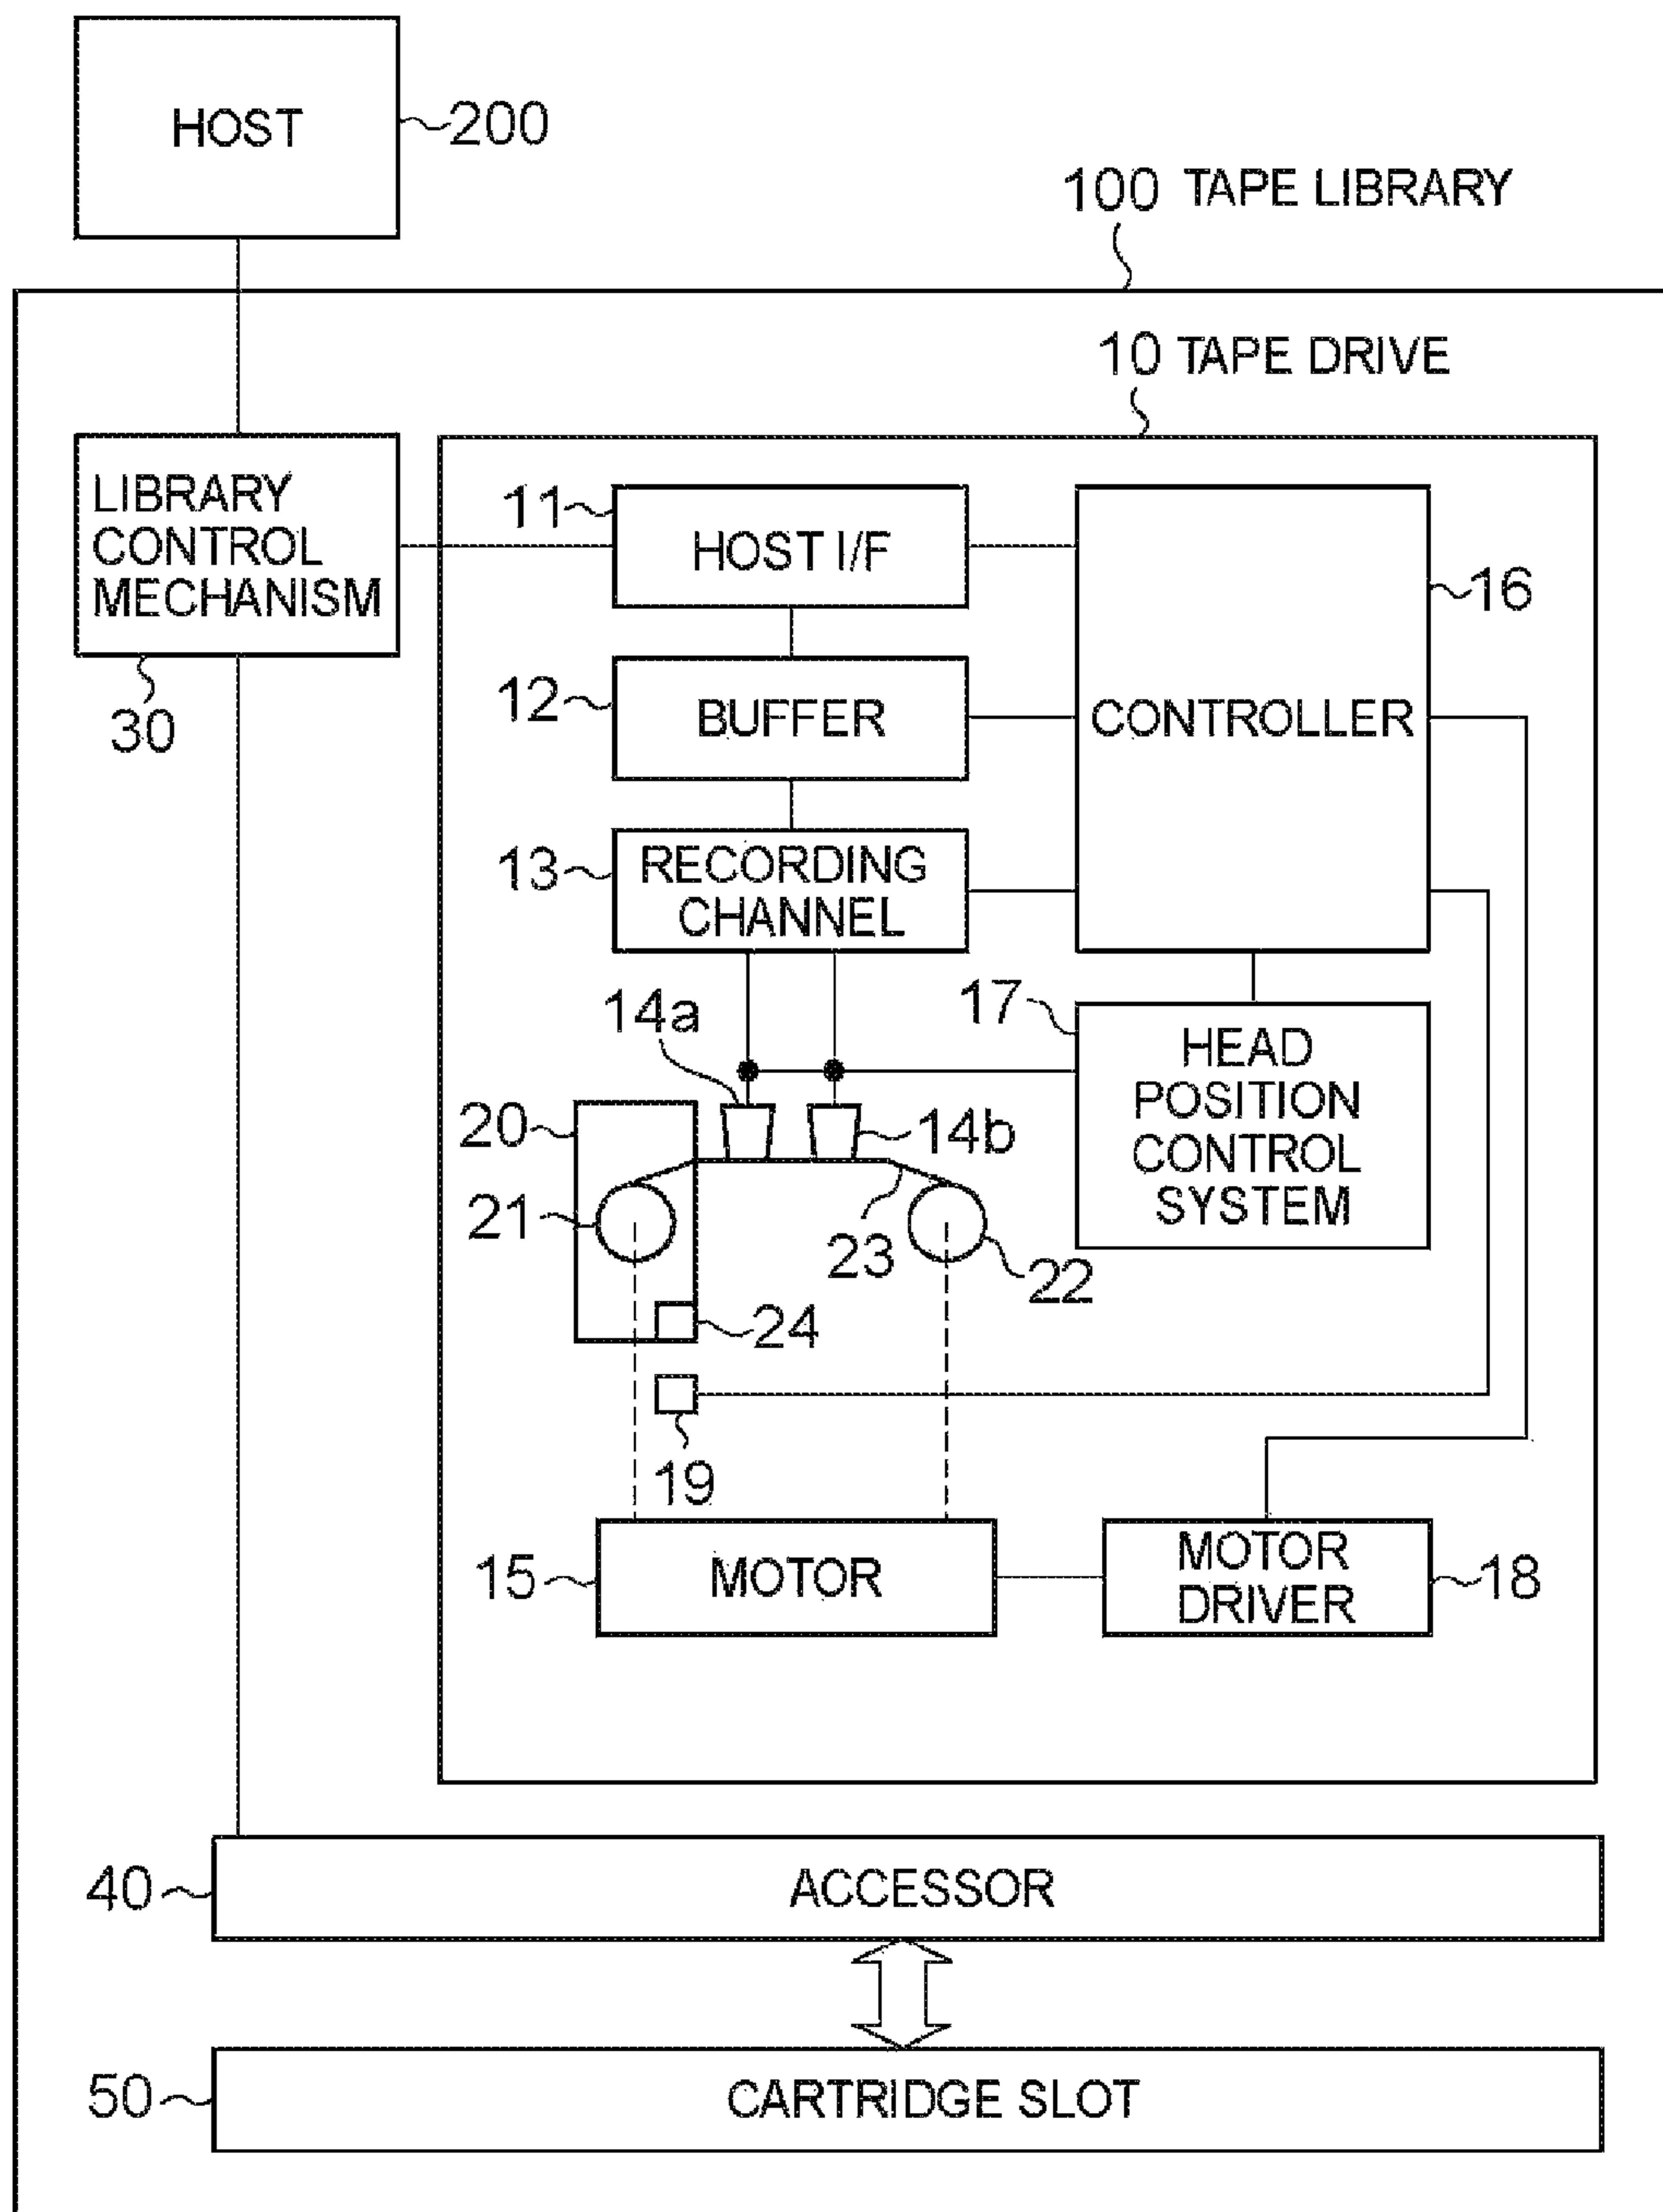 HOST
200
100 TAPE LIBRARY
10 TAPE DRIVE
LIBRARY
CONTROL
MECHANISM
30
11
HOST I/F
16
12
BUFFER
CONTROLLER
13
RECORDING
CHANNEL
14a
17
HEAD
POSITION
CONTROL
SYSTEM
20
14b
21
23
22
24
19
15
MOTOR
MOTOR
DRIVER
18
40
ACCESSOR
50
CARTRIDGE SLOT